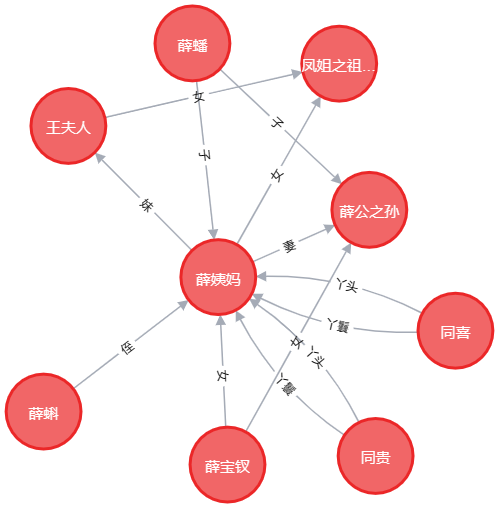 薛蟠
凤姐之祖...
女
王夫人
子
子
女
妹
薛公之孙
妻
薛姨妈
丫头
丫鬟
同喜
女
丫头
侄
女
丫鬟
薛蝌
薛宝钗
同贵